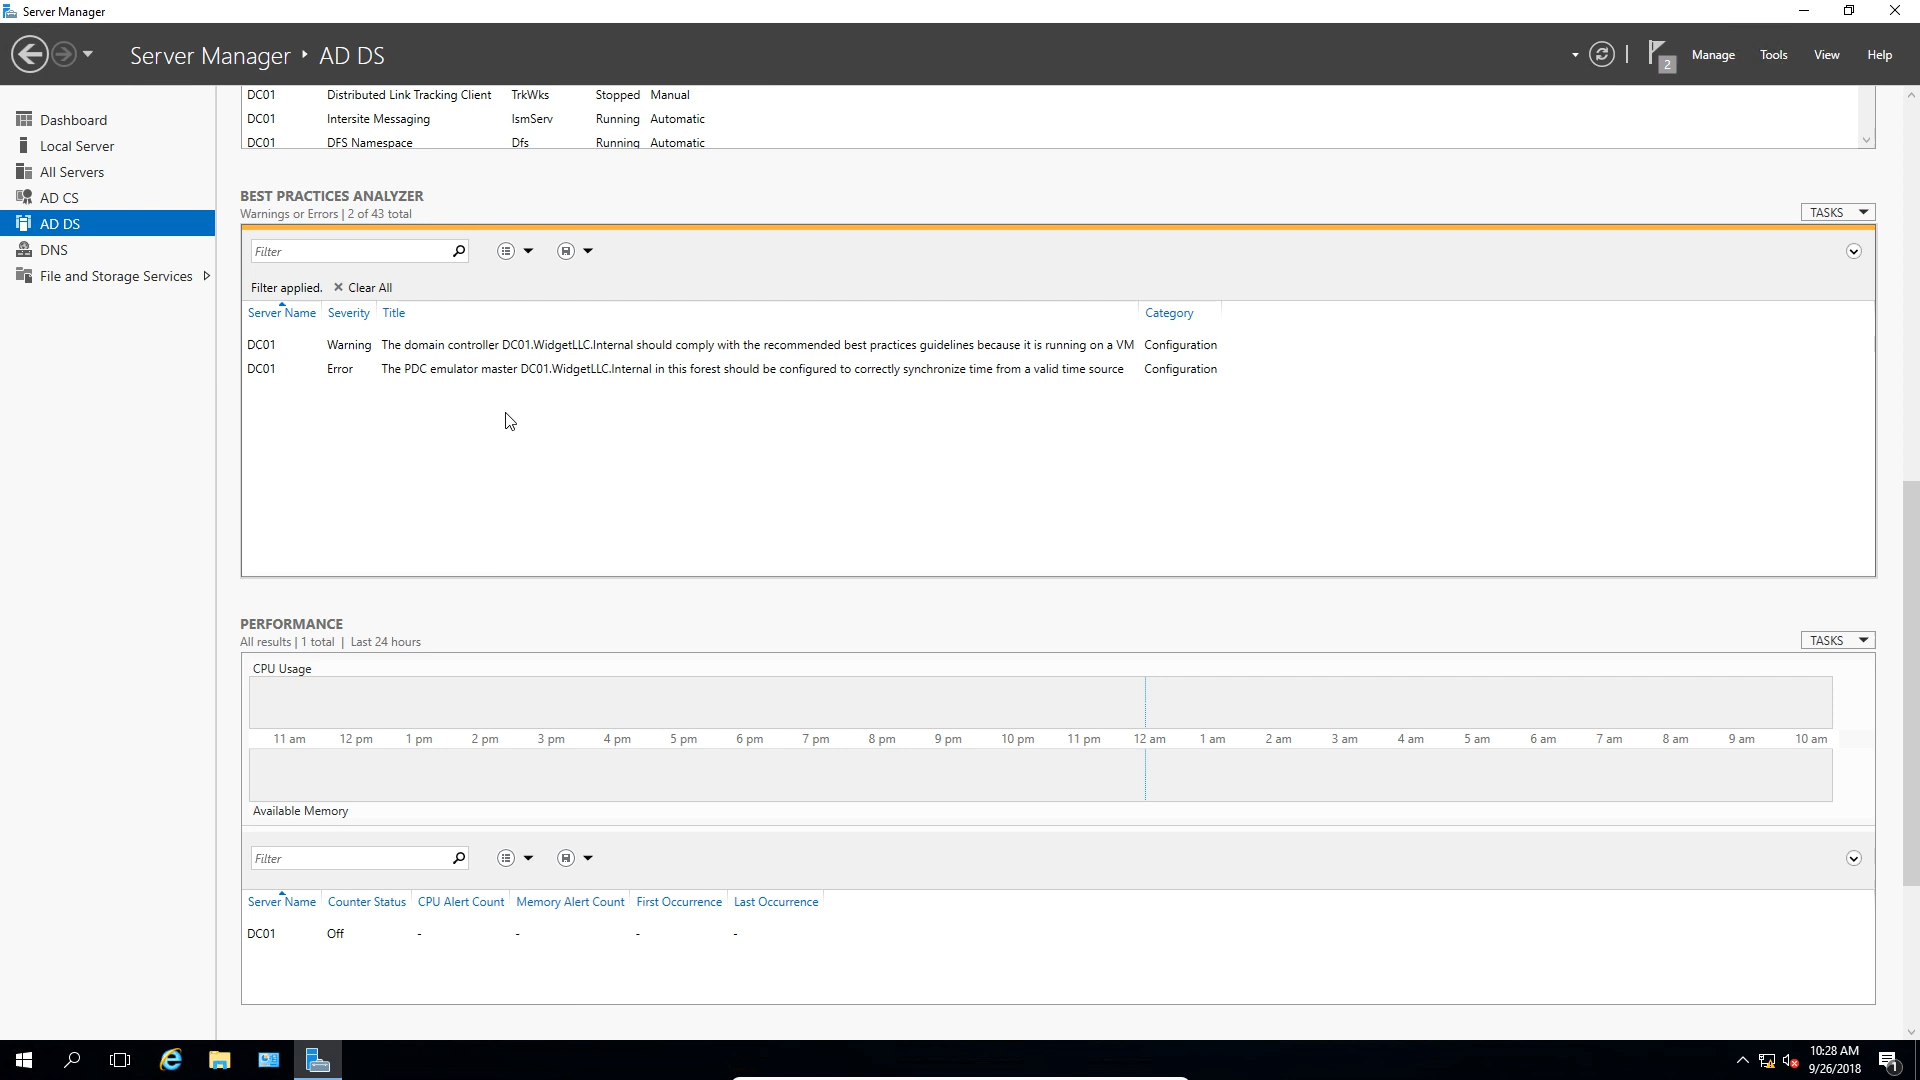 Server Manager
Server Manager ‣ AD DS
2
Manage
Tools
View
Help
Dashboard
Local Server
All Servers
AD CS
AD DS
DNS
File and Storage Services
DC01 Distributed Link Tracking Client TrkWks Stopped Manual
DC01 Intersite Messaging IsmServ Running Automatic
DC01 DFS Namespace Dfs Running Automatic
BEST PRACTICES ANALYZER
Warnings or Errors | 2 of 43 total
TASKS
Filter
Filter applied. Clear All
Server Name Severity Title Category
DC01 Warning The domain controller DC01.WidgetLLC.Internal should comply with the recommended best practices guidelines because it is running on a VM Configuration
DC01 Error The PDC emulator master DC01.WidgetLLC.Internal in this forest should be configured to correctly synchronize time from a valid time source Configuration
PERFORMANCE
All results | 1 total | Last 24 hours
TASKS
CPU Usage
11 am 12 pm 1 pm 2 pm 3 pm 4 pm 5 pm 6 pm 7 pm 8 pm 9 pm 10 pm 11 pm 12 am 1 am 2 am 3 am 4 am 5 am 6 am 7 am 8 am 9 am 10 am
Available Memory
Filter
Server Name Counter Status CPU Alert Count Memory Alert Count First Occurrence Last Occurrence
DC01 Off - - - -
10:28 AM
9/26/2018
1